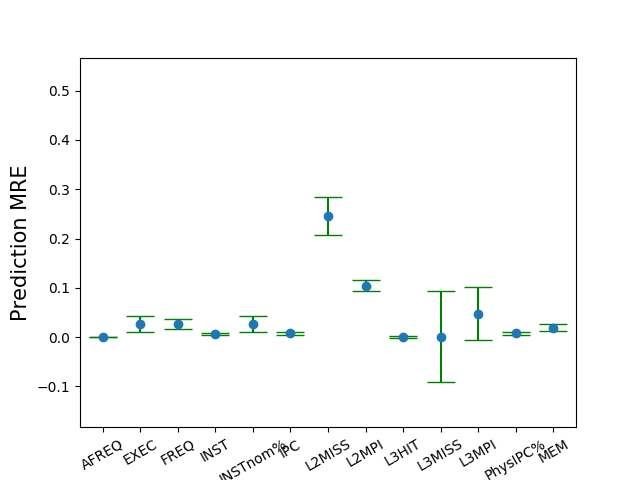 Prediction MRE
0.5
0.4
0.3
0.2
0.1
0.0
−0.1
AFREQ
EXEC
FREQ
INST
INSTnom%
IPC
L2MISS
L2MPI
L3HIT
L3MISS
L3MPI
PhysIPC%
MEM